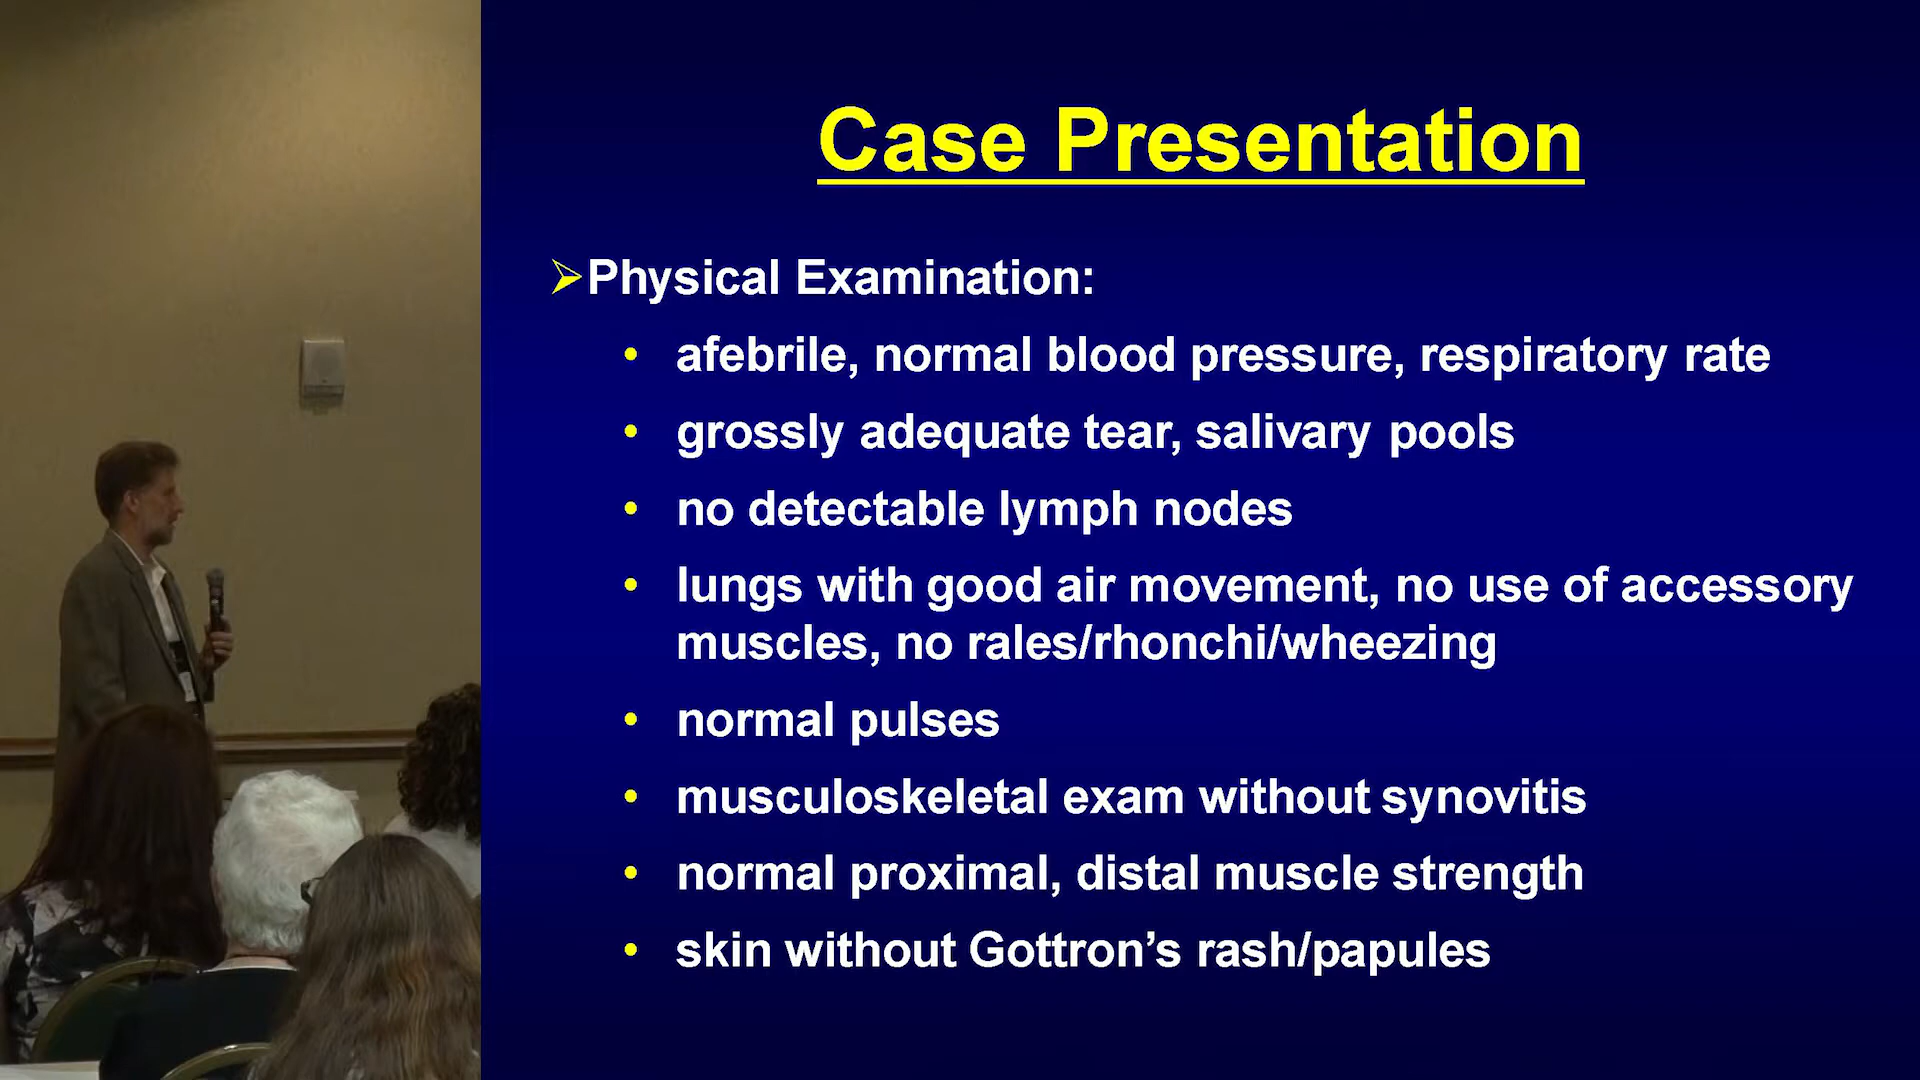 Case Presentation
➢Physical Examination:
• afebrile, normal blood pressure, respiratory rate
• grossly adequate tear, salivary pools
• no detectable lymph nodes
• lungs with good air movement, no use of accessory
muscles, no rales/rhonchi/wheezing
• normal pulses
• musculoskeletal exam without synovitis
• normal proximal, distal muscle strength
• skin without Gottron’s rash/papules